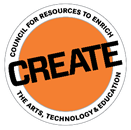 COUNCIL FOR RESOURCES TO ENRICH
CREATE
THE ARTS, TECHNOLOGY & EDUCATION